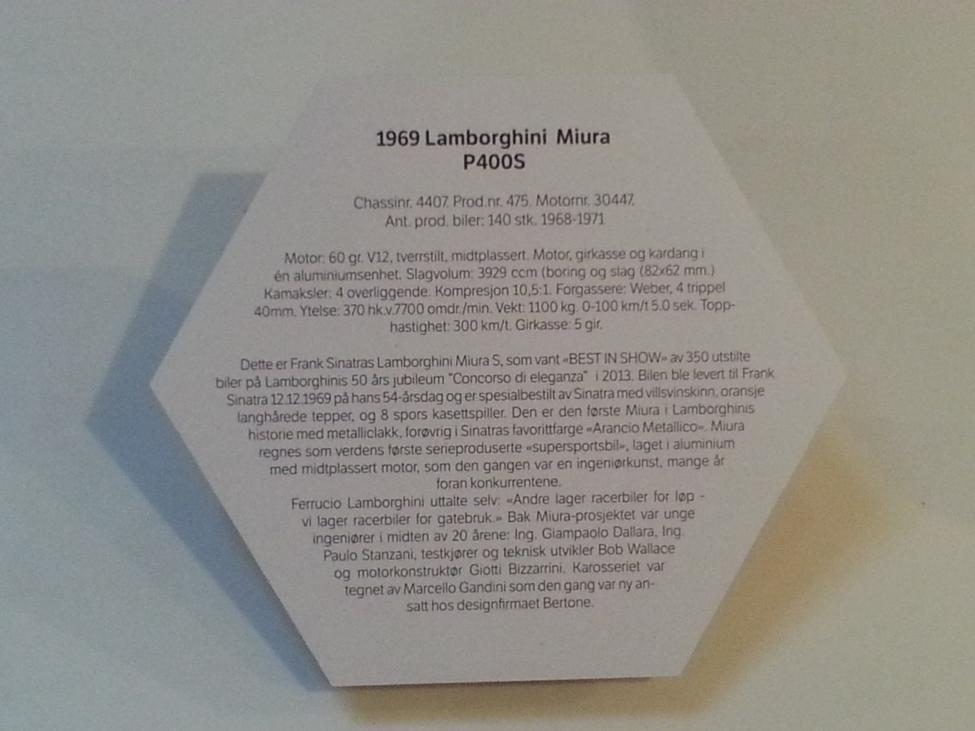 1969 Lamborghini Miura
P400S
Chassinr. 4407. Prod.nr. 475. Motornr. 30447.
Ant. prod. biler: 140 stk. 1968-1971
Motor: 60 gr. V12, tverrstilt, midtplassert. Motor, girkasse og kardang i
én aluminiumsenhet. Slagvolum: 3929 ccm (boring og slag (82x62 mm.)
Kamaksler: 4 overliggende. Kompresjon 10,5:1. Forgassere: Weber, 4 trippel
40mm. Ytelse: 370 hk.v.7700 omdr./min. Vekt: 1100 kg. 0-100 km/t 5.0 sek. Topp-
hastighet: 300 km/t. Girkasse: 5 gir.
Dette er Frank Sinatras Lamborghini Miura S, som vant «BEST IN SHOW» av 350 utstilte
biler på Lamborghinis 50 års jubileum "Concorso di eleganza" i 2013. Bilen ble levert til Frank
Sinatra 12.12.1969 på hans 54-årsdag og er spesialbestilt av Sinatra med villsvinskinn, oransje
langhårede tepper, og 8 spors kasettspiller. Den er den første Miura i Lamborghinis
historie med metalliclakk, forøvrig i Sinatras favorittfarge «Arancio Metallico». Miura
regnes som verdens første serieproduserte «supersportsbil», laget i aluminium
med midtplassert motor, som den gangen var en ingeniørkunst, mange år
foran konkurrentene.
Ferrucio Lamborghini uttalte selv: «Andre lager racerbiler for løp -
vi lager racerbiler for gatebruk.» Bak Miura-prosjektet var unge
ingeniører i midten av 20 årene: Ing. Giampaolo Dallara, Ing.
Paulo Stanzani, testkjører og teknisk utvikler Bob Wallace
og motorkonstruktør Giotti Bizzarrini. Karosseriet var
tegnet av Marcello Gandini som den gang var ny an-
satt hos designfirmaet Bertone.